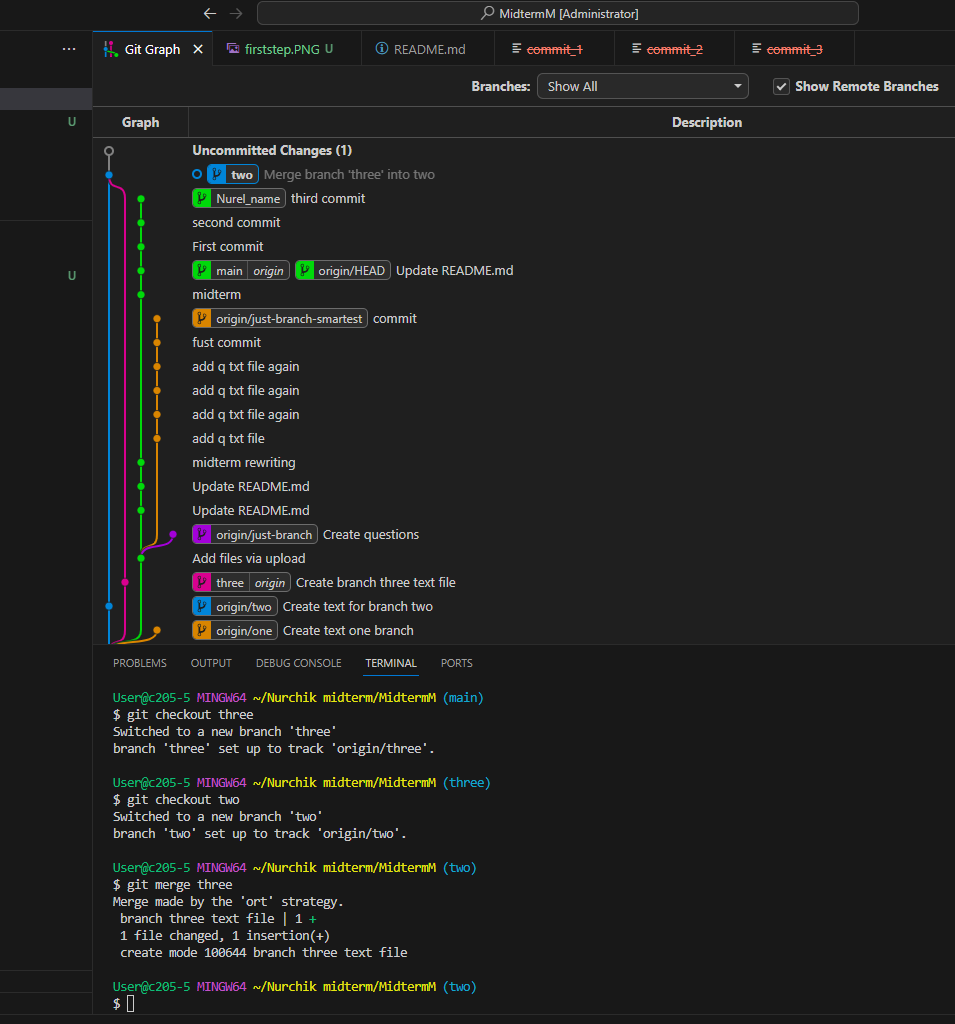 MidtermM [Administrator]
Git Graph
firststep.PNG U
README.md
commit_1
commit_2
commit_3
Branches: Show All
Show Remote Branches
U
Graph
Description
Uncommitted Changes (1)
two Merge branch 'three' into two
Nurel_name third commit
second commit
First commit
main origin origin/HEAD Update README.md
U
midterm
origin/just-branch-smartest commit
fust commit
add q txt file again
add q txt file again
add q txt file again
add q txt file
midterm rewriting
Update README.md
Update README.md
origin/just-branch Create questions
Add files via upload
three origin Create branch three text file
origin/two Create text for branch two
origin/one Create text one branch
PROBLEMS OUTPUT DEBUG CONSOLE TERMINAL PORTS
User@c205-5 MINGW64 ~/Nurchik midterm/MidtermM (main)
$ git checkout three
Switched to a new branch 'three'
branch 'three' set up to track 'origin/three'.
User@c205-5 MINGW64 ~/Nurchik midterm/MidtermM (three)
$ git checkout two
Switched to a new branch 'two'
branch 'two' set up to track 'origin/two'.
User@c205-5 MINGW64 ~/Nurchik midterm/MidtermM (two)
$ git merge three
Merge made by the 'ort' strategy.
branch three text file | 1 +
1 file changed, 1 insertion(+)
create mode 100644 branch three text file
User@c205-5 MINGW64 ~/Nurchik midterm/MidtermM (two)
$